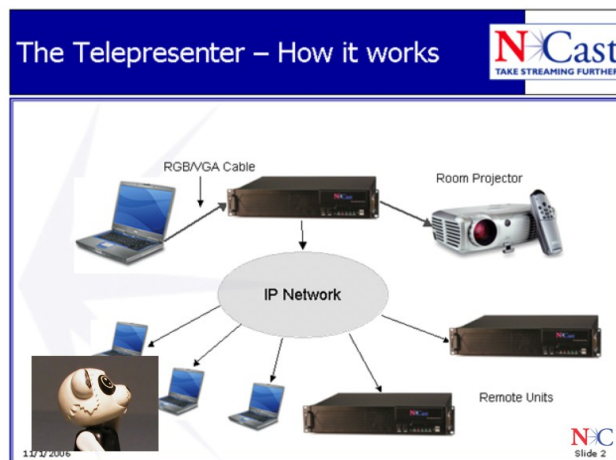 The Telepresenter – How it works
N Cast
TAKE STREAMING FURTHER
RGB/VGA Cable
Room Projector
IP Network
Remote Units
11/1/2006
N C
Slide 2